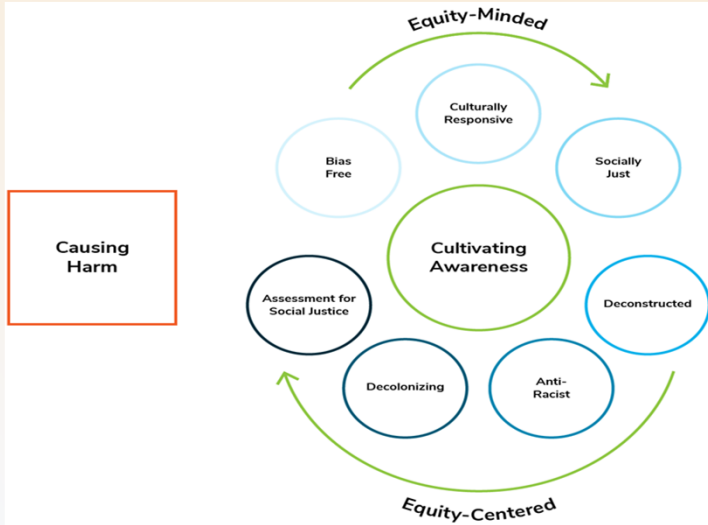 Equity-Minded
Culturally
Responsive
Bias
Free
Socially
Just
Causing
Harm
Cultivating
Awareness
Assessment for
Social Justice
Deconstructed
Decolonizing
Anti-
Racist
Equity-Centered